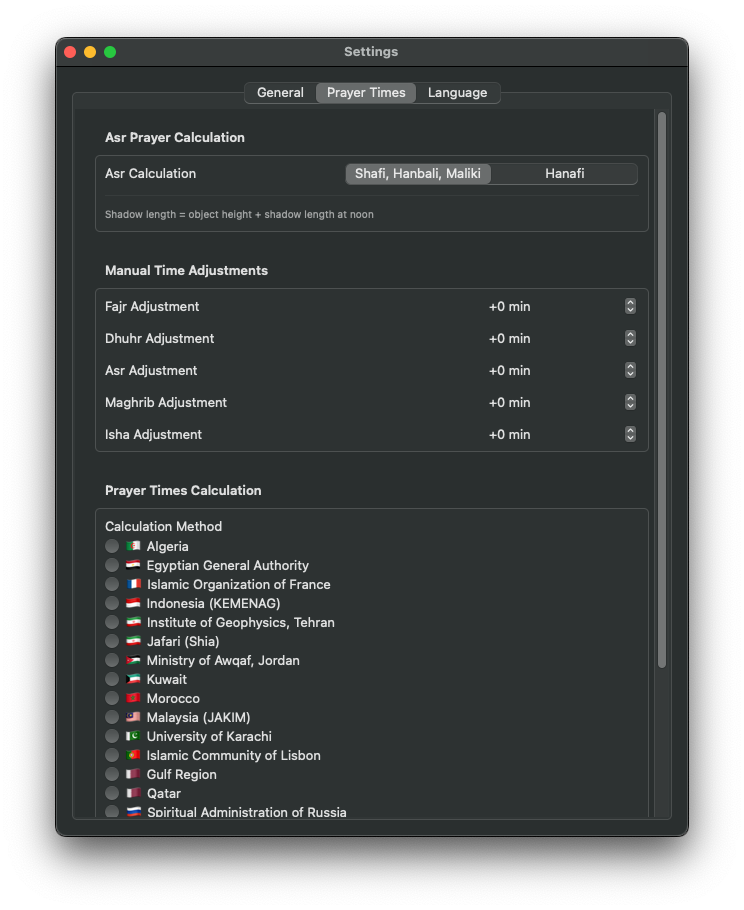 Settings
General Prayer Times Language
Asr Prayer Calculation
Asr Calculation Shafi, Hanbali, Maliki Hanafi
Shadow length = object height + shadow length at noon
Manual Time Adjustments
Fajr Adjustment +0 min
Dhuhr Adjustment +0 min
Asr Adjustment +0 min
Maghrib Adjustment +0 min
Isha Adjustment +0 min
Prayer Times Calculation
Calculation Method
Algeria
Egyptian General Authority
Islamic Organization of France
Indonesia (KEMENAG)
Institute of Geophysics, Tehran
Jafari (Shia)
Ministry of Awqaf, Jordan
Kuwait
Morocco
Malaysia (JAKIM)
University of Karachi
Islamic Community of Lisbon
Gulf Region
Qatar
Spiritual Administration of Russia